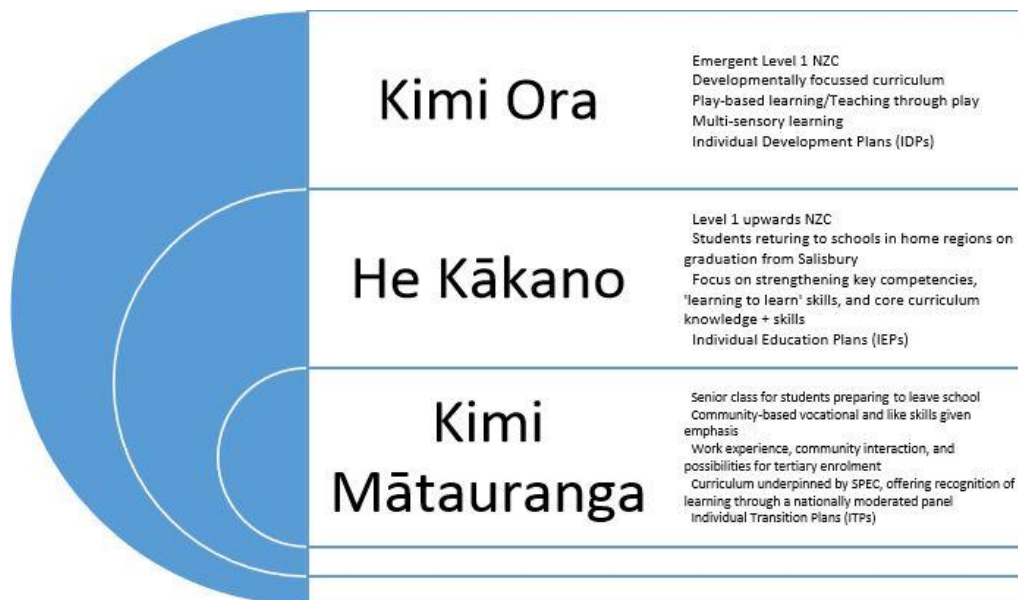 Kimi Ora
Emergent Level 1 NZC
Developmentally focussed curriculum
Play-based learning/Teaching through play
Multi-sensory learning
Individual Development Plans (IDPs)
He Kākano
Level 1 upwards NZC
Students returing to schools in home regions on
graduation from Salisbury
Focus on strengthening key competencies,
'learning to learn' skills, and core curriculum
knowledge + skills
Individual Education Plans (IEPs)
Kimi
Mātauranga
Senior class for students preparing to leave school
Community-based vocational and like skills given
emphasis
Work experience, community interaction, and
possibilities for tertiary enrolment
Curriculum underpinned by SPEC, offering recognition of
learning through a nationally moderated panel
Individual Transition Plans (ITPs)